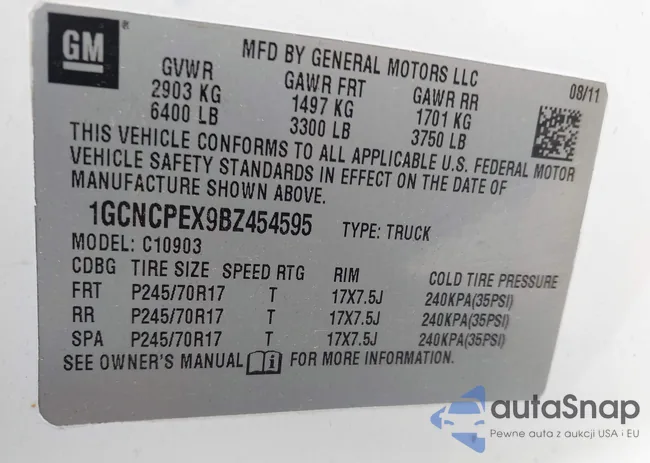 GM
MFD BY GENERAL MOTORS LLC
GVWR GAWR FRT GAWR RR 08/11
2903 KG 1497 KG 1701 KG
6400 LB 3300 LB 3750 LB
THIS VEHICLE CONFORMS TO ALL APPLICABLE U.S. FEDERAL MOTOR
VEHICLE SAFETY STANDARDS IN EFFECT ON THE DATE OF
MANUFACTURE SHOWN ABOVE.
1GCNCPEX9BZ454595 TYPE: TRUCK
MODEL: C10903
CDBG TIRE SIZE SPEED RTG RIM COLD TIRE PRESSURE
FRT P245/70R17 T 17X7.5J 240KPA(35PSI)
RR P245/70R17 T 17X7.5J 240KPA(35PSI)
SPA P245/70R17 T 17X7.5J 240KPA(35PSI)
SEE OWNER'S MANUAL FOR MORE INFORMATION.
autaSnap
Pewne auta z aukcji USA i EU